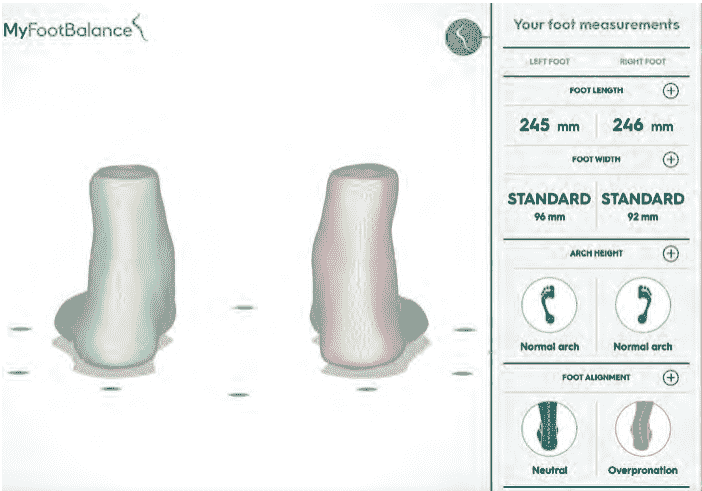 MyFootBalance
Your foot measurements
LEFT FOOT RIGHT FOOT
FOOT LENGTH
245 mm 246 mm
FOOT WIDTH
STANDARD STANDARD
96 mm 92 mm
ARCH HEIGHT
Normal arch Normal arch
FOOT ALIGNMENT
Neutral Overpronation